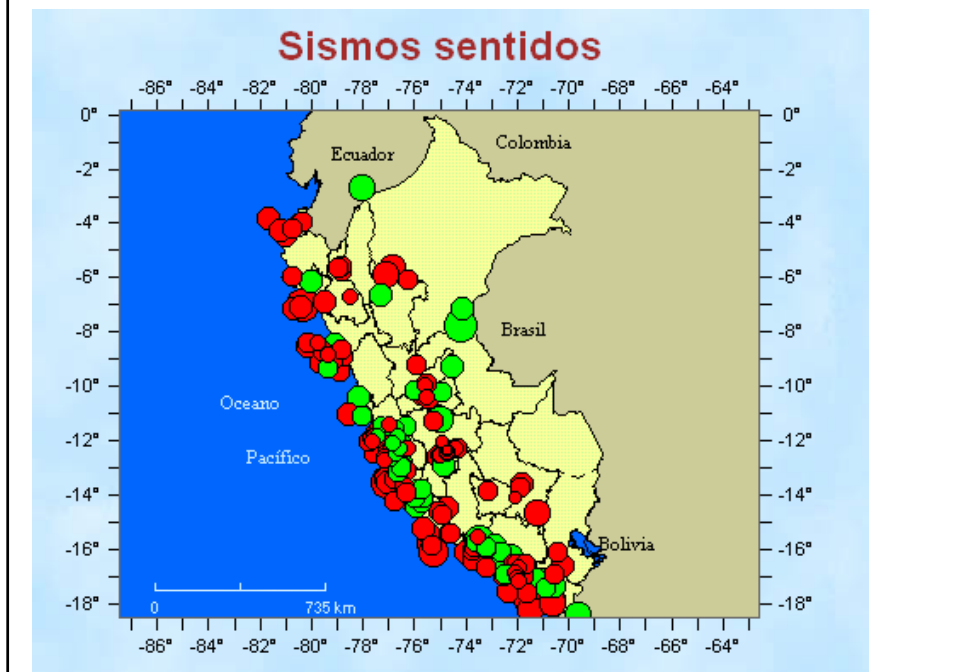 Sismos sentidos
-86° -84° -82° -80° -78° -76° -74° -72° -70° -68° -66° -64°
0° 0°
Colombia
Ecuador
-2° -2°
-4° -4°
-6° -6°
-8° Brasil -8°
-10° -10°
Oceano
-12° -12°
Pacífico
-14° -14°
-16° Bolivia -16°
-18° 0 735 km -18°
-86° -84° -82° -80° -78° -76° -74° -72° -70° -68° -66° -64°